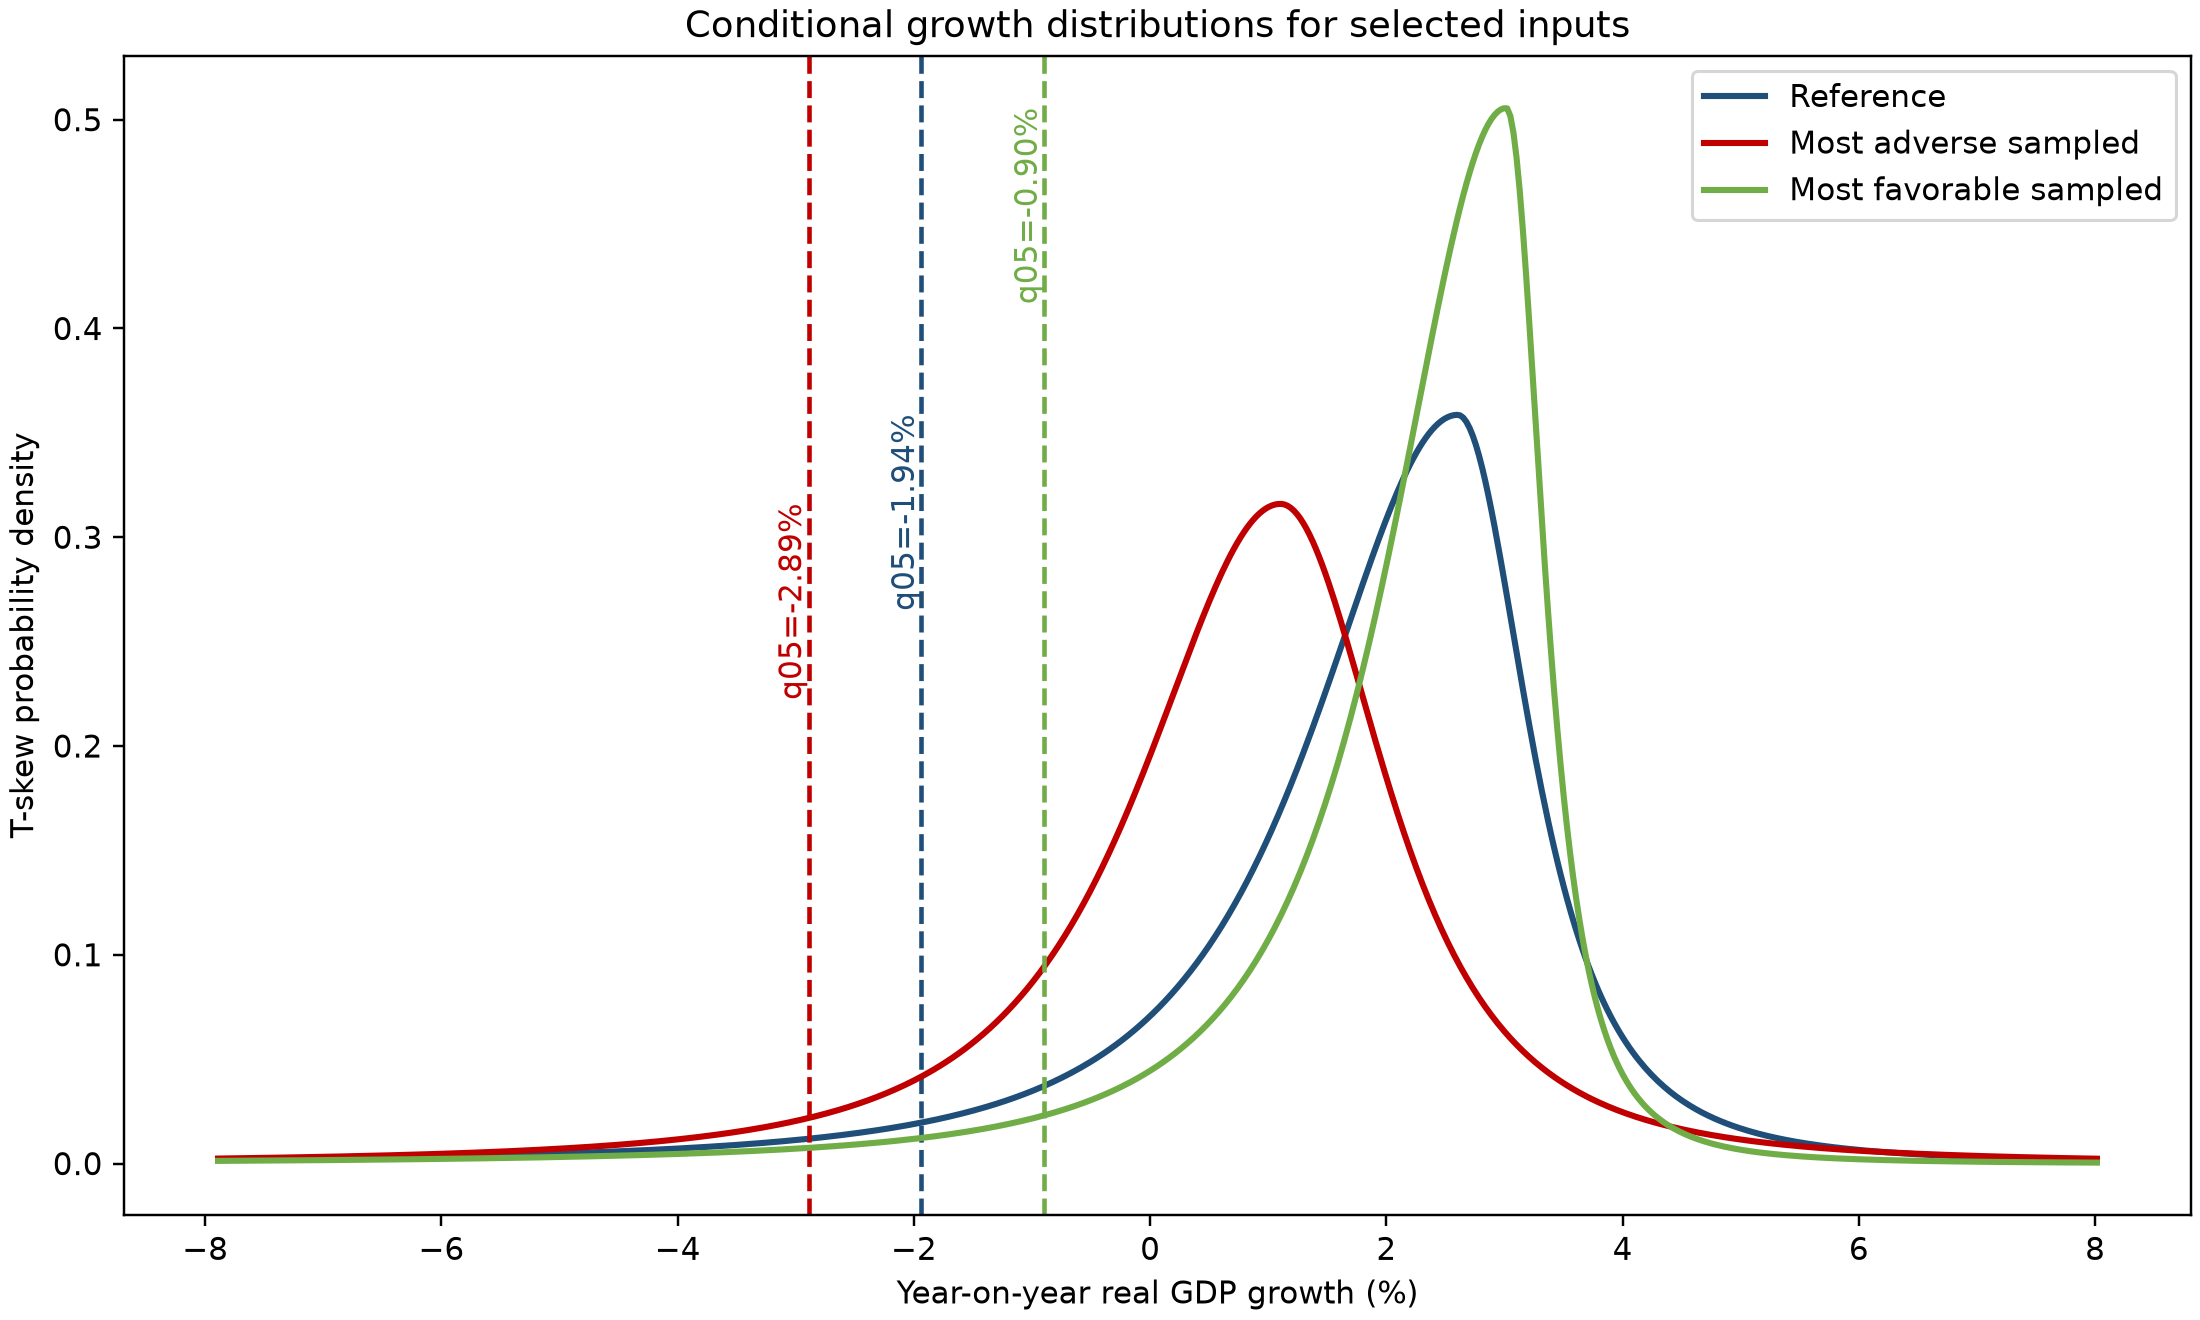 Conditional growth distributions for selected inputs
Reference
Most adverse sampled
Most favorable sampled
q05=-0.90%
q05=-1.94%
q05=-2.89%
T-skew probability density
0.5
0.4
0.3
0.2
0.1
0.0
−8
−6
−4
−2
0
2
4
6
8
Year-on-year real GDP growth (%)